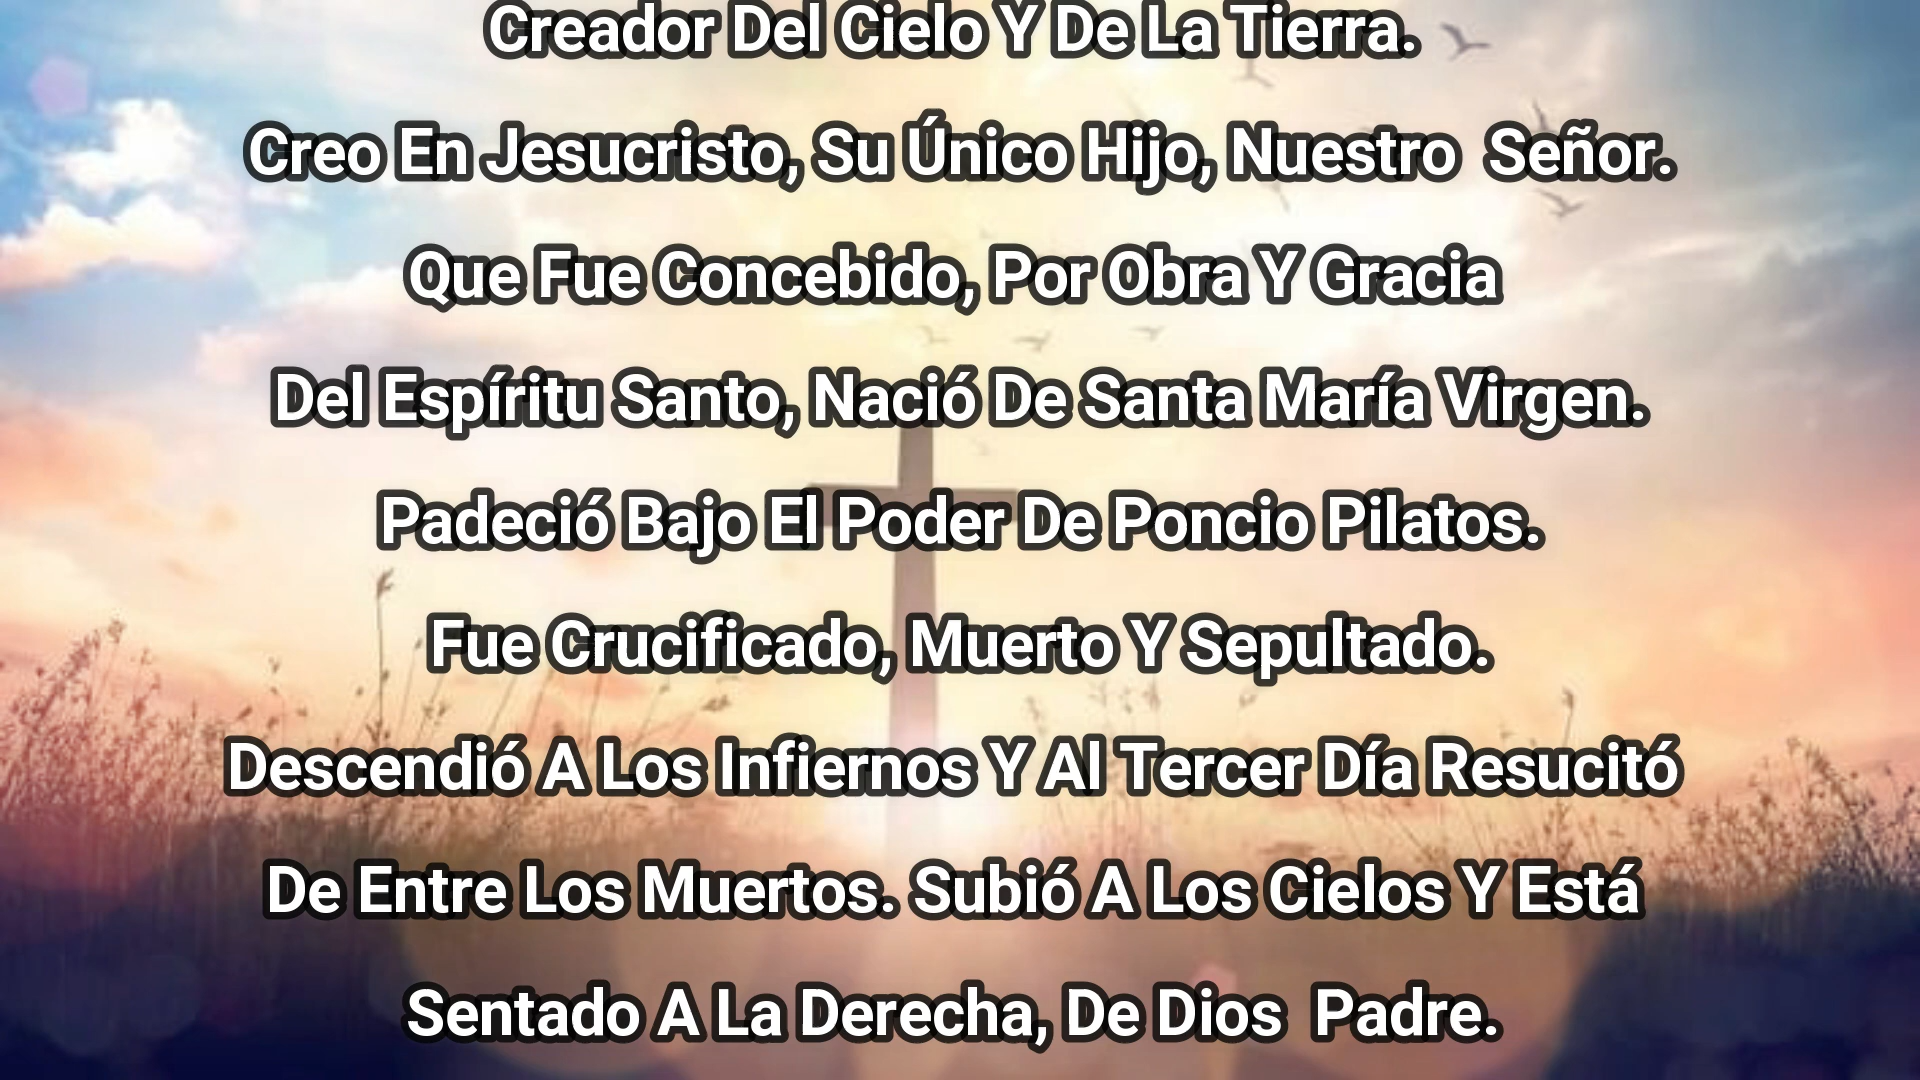 Creador Del Cielo Y De La Tierra.
Creo En Jesucristo, Su Único Hijo, Nuestro  Señor.
Que Fue Concebido, Por Obra Y Gracia
Del Espíritu Santo, Nació De Santa María Virgen.
Padeció Bajo El Poder De Poncio Pilatos.
Fue Crucificado, Muerto Y Sepultado.
Descendió A Los Infiernos Y Al Tercer Día Resucitó
De Entre Los Muertos. Subió A Los Cielos Y Está
Sentado A La Derecha, De Dios  Padre.